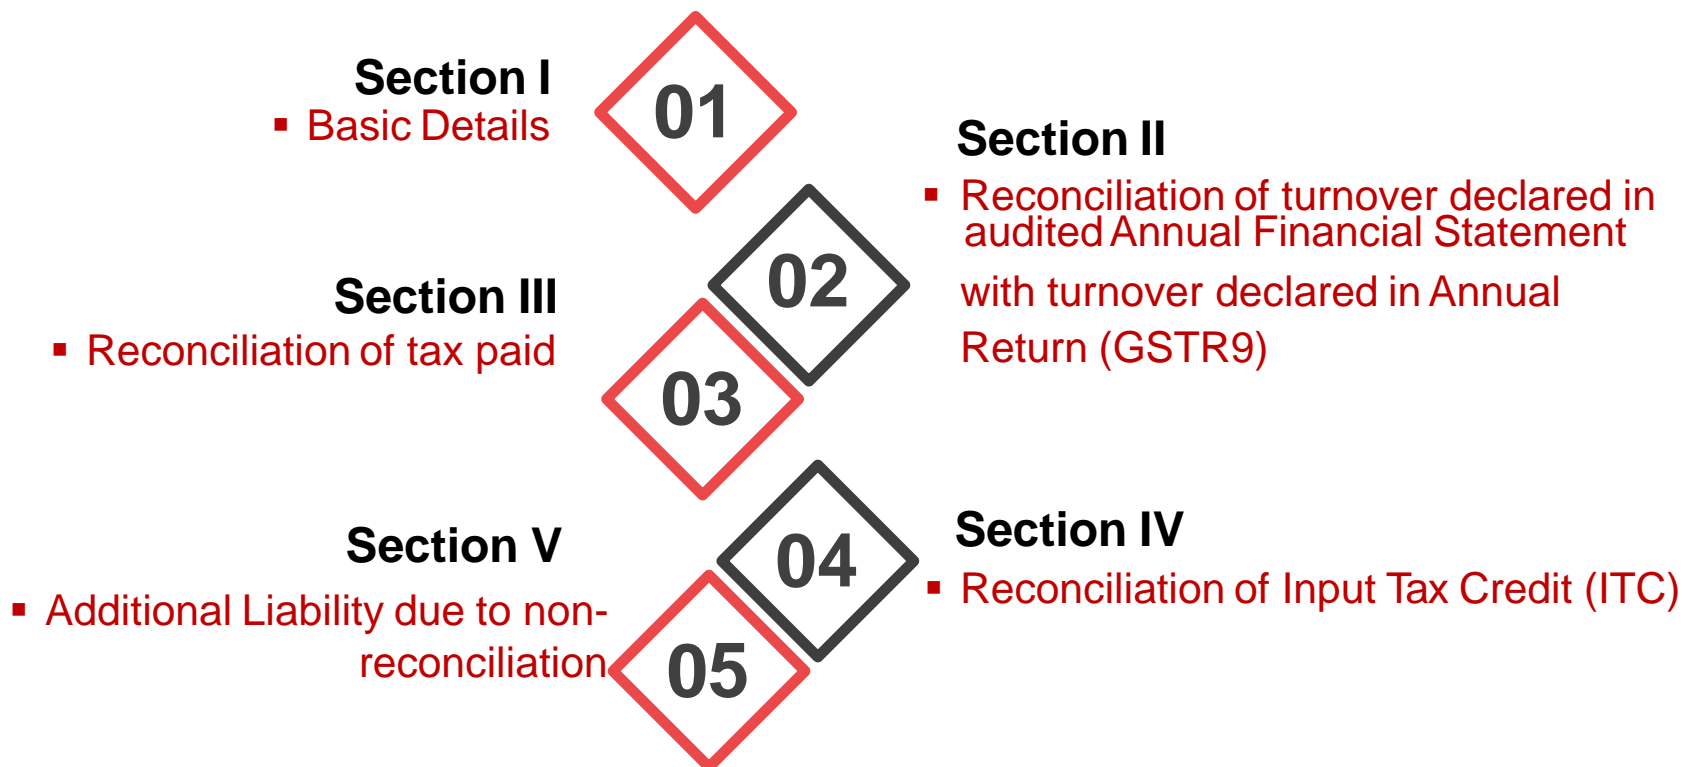 Section I
▪ Basic Details
01
Section II
▪ Reconciliation of turnover declared in
audited Annual Financial Statement
with turnover declared in Annual
Return (GSTR9)
02
Section III
▪ Reconciliation of tax paid
03
Section IV
▪ Reconciliation of Input Tax Credit (ITC)
04
Section V
▪ Additional Liability due to non-
reconciliation
05